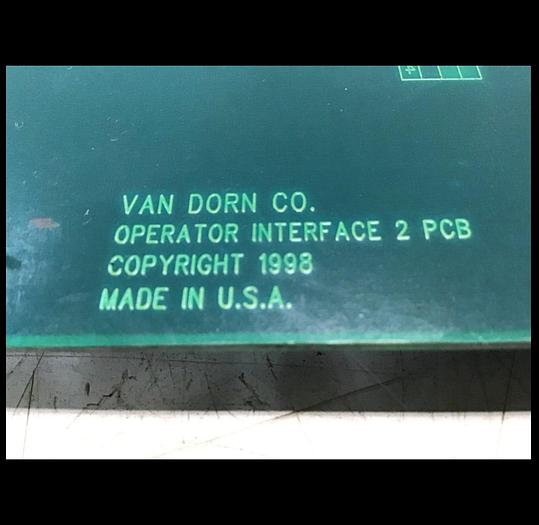 VAN DORN CO.
OPERATOR INTERFACE 2 PCB
COPYRIGHT 1998
MADE IN U.S.A.